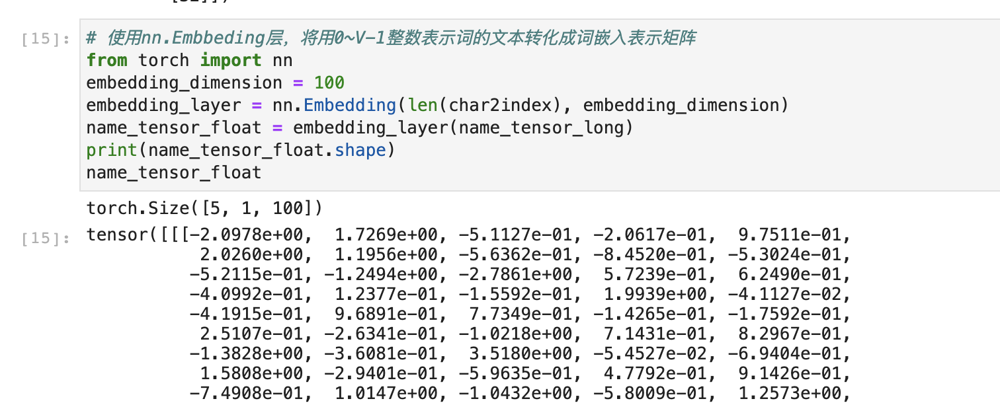 [15]: # 使用nn.Embbeding层，将用0~V-1整数表示词的文本转化成词嵌入表示矩阵
from torch import nn
embedding_dimension = 100
embedding_layer = nn.Embedding(len(char2index), embedding_dimension)
name_tensor_float = embedding_layer(name_tensor_long)
print(name_tensor_float.shape)
name_tensor_float
torch.Size([5, 1, 100])
[15]: tensor([[[-2.0978e+00,  1.7269e+00, -5.1127e-01, -2.0617e-01,  9.7511e-01,
2.0260e+00,  1.1956e+00, -5.6362e-01, -8.4520e-01, -5.3024e-01,
-5.2115e-01, -1.2494e+00, -2.7861e+00,  5.7239e-01,  6.2490e-01,
-4.0992e-01,  1.2377e-01, -1.5592e-01,  1.9939e+00, -4.1127e-02,
-4.1915e-01,  9.6891e-01,  7.7349e-01, -1.4265e-01, -1.7592e-01,
2.5107e-01, -2.6341e-01, -1.0218e+00,  7.1431e-01,  8.2967e-01,
-1.3828e+00, -3.6081e-01,  3.5180e+00, -5.4527e-02, -6.9404e-01,
1.5808e+00, -2.9401e-01, -5.9635e-01,  4.7792e-01,  9.1426e-01,
-7.4908e-01,  1.0147e+00, -1.0432e+00, -5.8009e-01,  1.2573e+00,